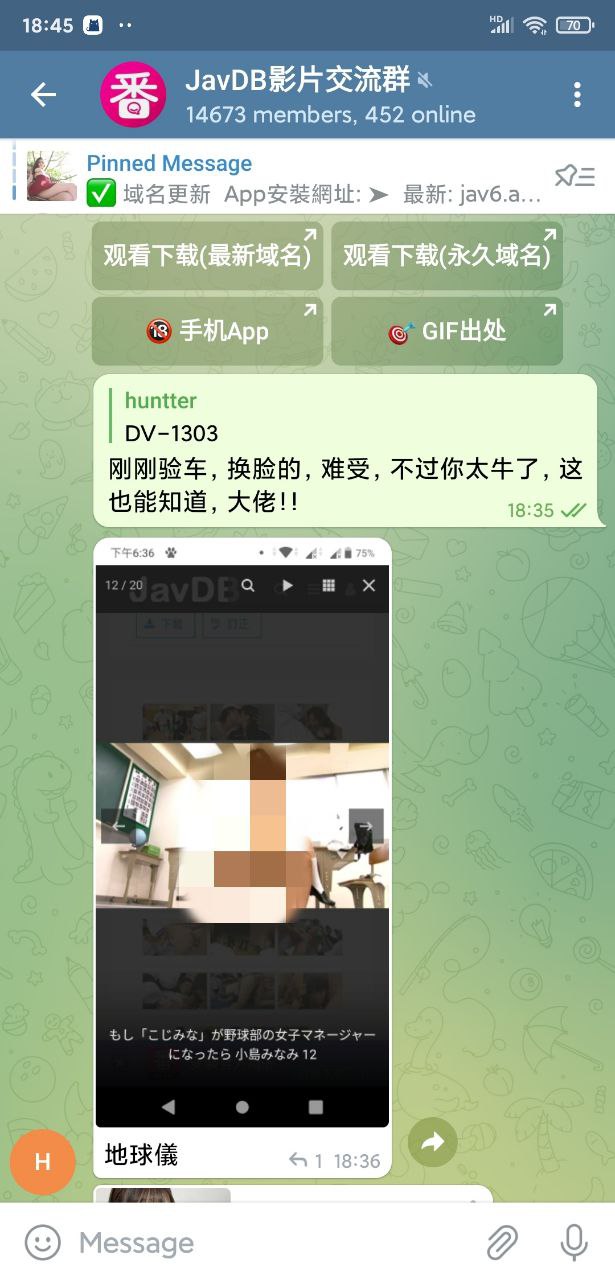 18:45
HD
70
番
JavDB影片交流群
14673 members, 452 online
Pinned Message
✅ 域名更新 App安裝網址: ➤ 最新: jav6.a...
观看下载(最新域名)
观看下载(永久域名)
🔞 手机App
🎯 GIF出处
huntter
DV-1303
刚刚验车,换脸的,难受,不过你太牛了,这
也能知道,大佬!!
18:35
下午6:36
75%
12 / 20
JavDB
下載
訂正
もし「こじみな」が野球部の女子マネージャー
になったら 小島みなみ 12
地球儀
1 18:36
H
Message